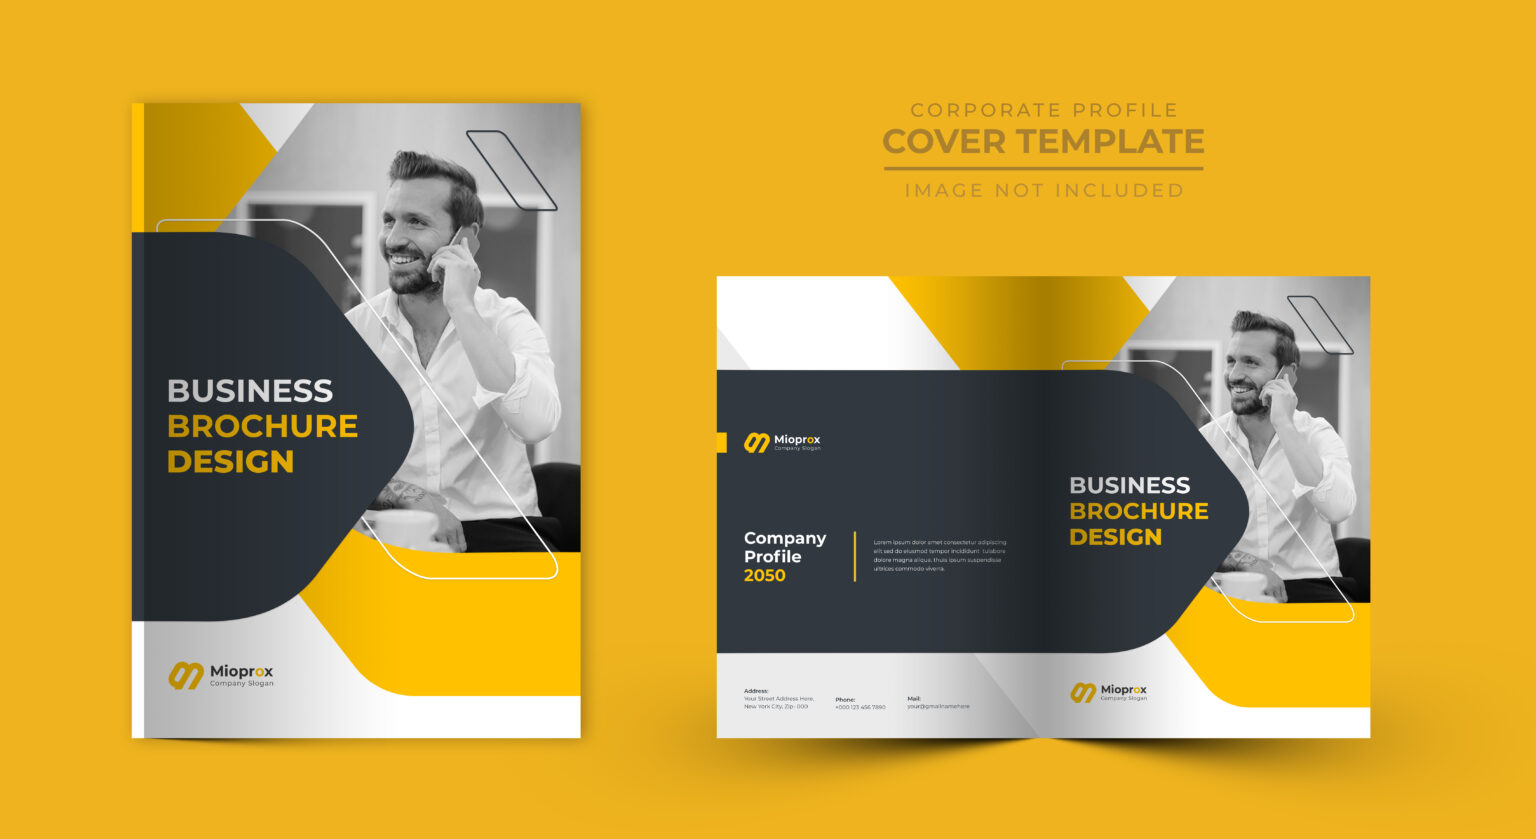 CORPORATE PROFILE
COVER TEMPLATE
IMAGE NOT INCLUDED
BUSINESS
BROCHURE
DESIGN
Mioprox
Company Slogan
Mioprox
Company Slogan
Company
Profile
2050
Lorem ipsum dolor amet consectetur adipiscing
elit sed do eiusmod tempor incididunt tulabore
dolore magna aliqua. thuis ipsum suspendisse
ultrices commodo viverra.
Address:
Your Street Address Here,
New York City, Zip- 000
Phone:
+000 123 456 7890
Mail:
your@gmailnamehere
BUSINESS
BROCHURE
DESIGN
Mioprox
Company Slogan